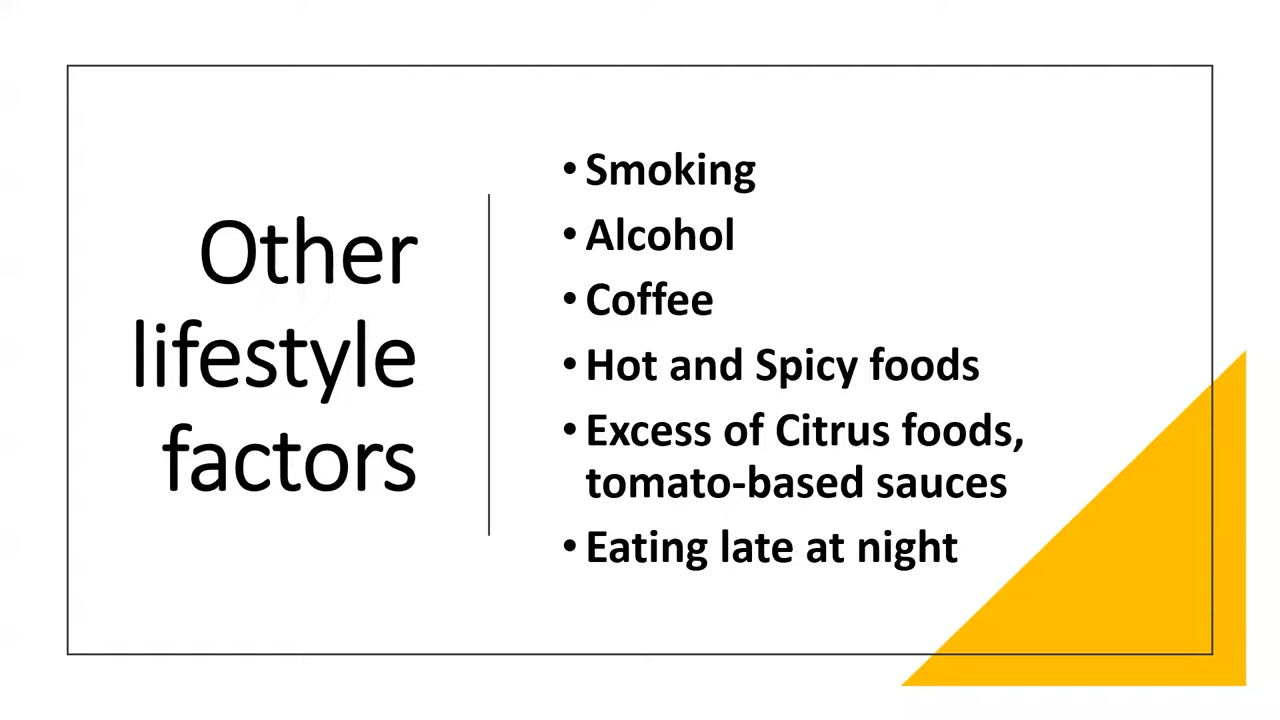 Other
lifestyle
factors
• Smoking
• Alcohol
• Coffee
• Hot and Spicy foods
• Excess of Citrus foods,
tomato-based sauces
• Eating late at night